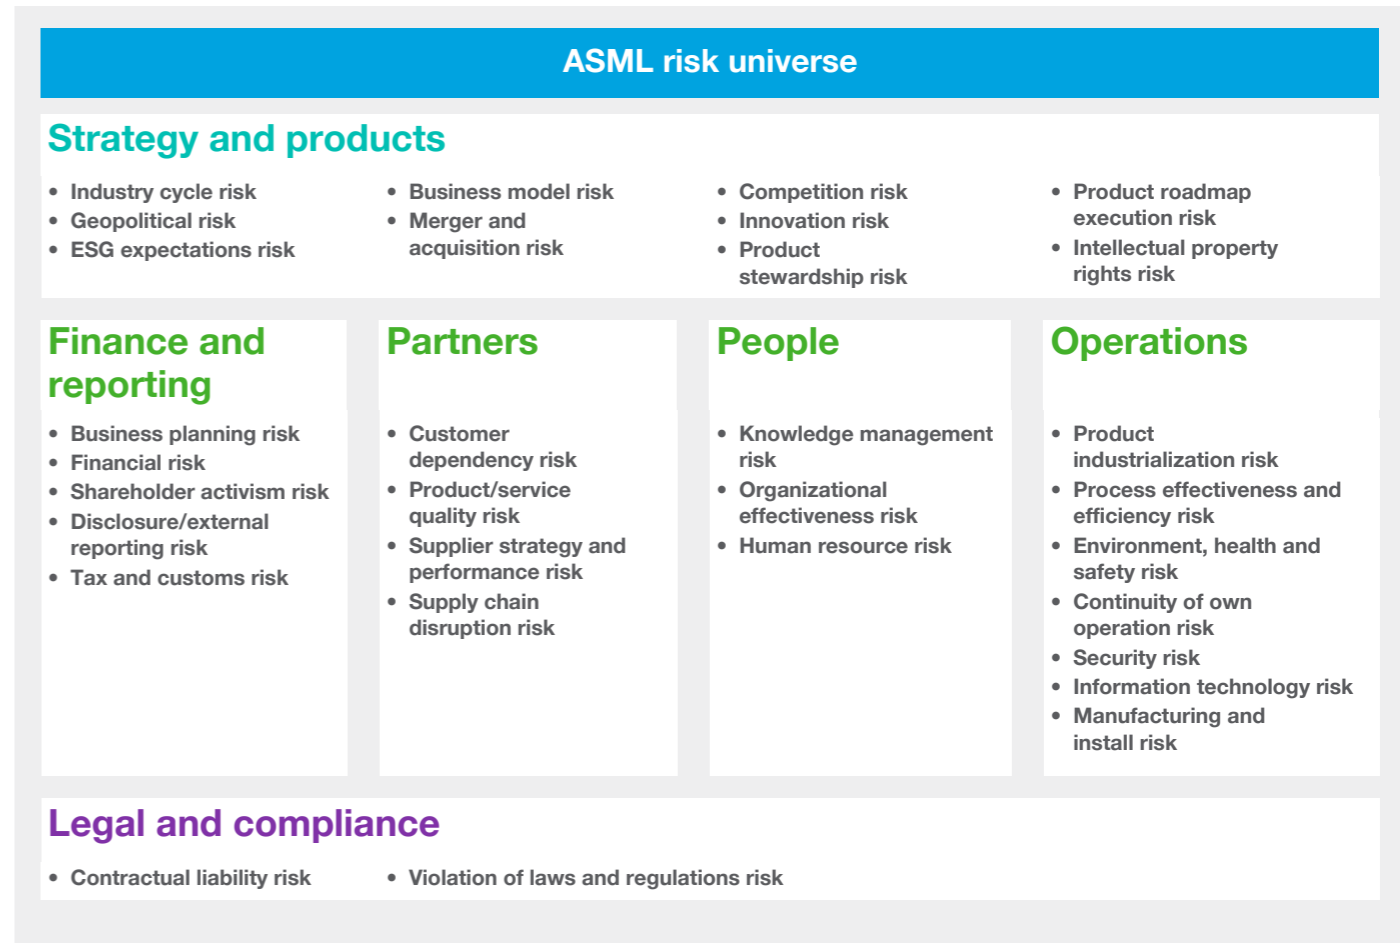 ASML risk universe
Strategy and products
• Industry cycle risk
• Geopolitical risk
• ESG expectations risk
• Business model risk
• Merger and
acquisition risk
• Competition risk
• Innovation risk
• Product
stewardship risk
• Product roadmap
execution risk
• Intellectual property
rights risk
Finance and
reporting
• Business planning risk
• Financial risk
• Shareholder activism risk
• Disclosure/external
reporting risk
• Tax and customs risk
Partners
• Customer
dependency risk
• Product/service
quality risk
• Supplier strategy and
performance risk
• Supply chain
disruption risk
People
• Knowledge management
risk
• Organizational
effectiveness risk
• Human resource risk
Operations
• Product
industrialization risk
• Process effectiveness and
efficiency risk
• Environment, health and
safety risk
• Continuity of own
operation risk
• Security risk
• Information technology risk
• Manufacturing and
install risk
Legal and compliance
• Contractual liability risk
• Violation of laws and regulations risk